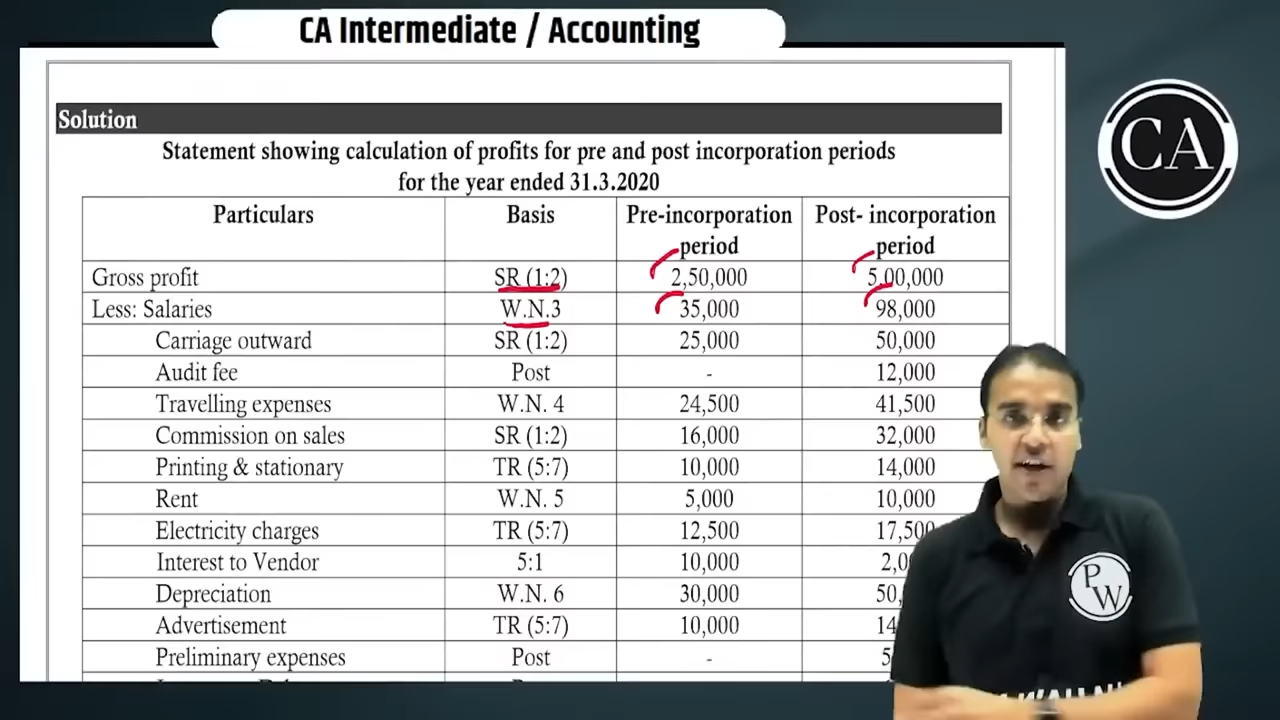 CA Intermediate / Accounting
CA
Solution
Statement showing calculation of profits for pre and post incorporation periods
for the year ended 31.3.2020
Particulars Basis Pre-incorporation period Post- incorporation period
Gross profit SR (1:2) 2,50,000 5,00,000
Less: Salaries W.N.3 35,000 98,000
Carriage outward SR (1:2) 25,000 50,000
Audit fee Post - 12,000
Travelling expenses W.N. 4 24,500 41,500
Commission on sales SR (1:2) 16,000 32,000
Printing & stationary TR (5:7) 10,000 14,000
Rent W.N. 5 5,000 10,000
Electricity charges TR (5:7) 12,500 17,500
Interest to Vendor 5:1 10,000
Depreciation W.N. 6 30,000
Advertisement TR (5:7) 10,000
Preliminary expenses Post -
PW